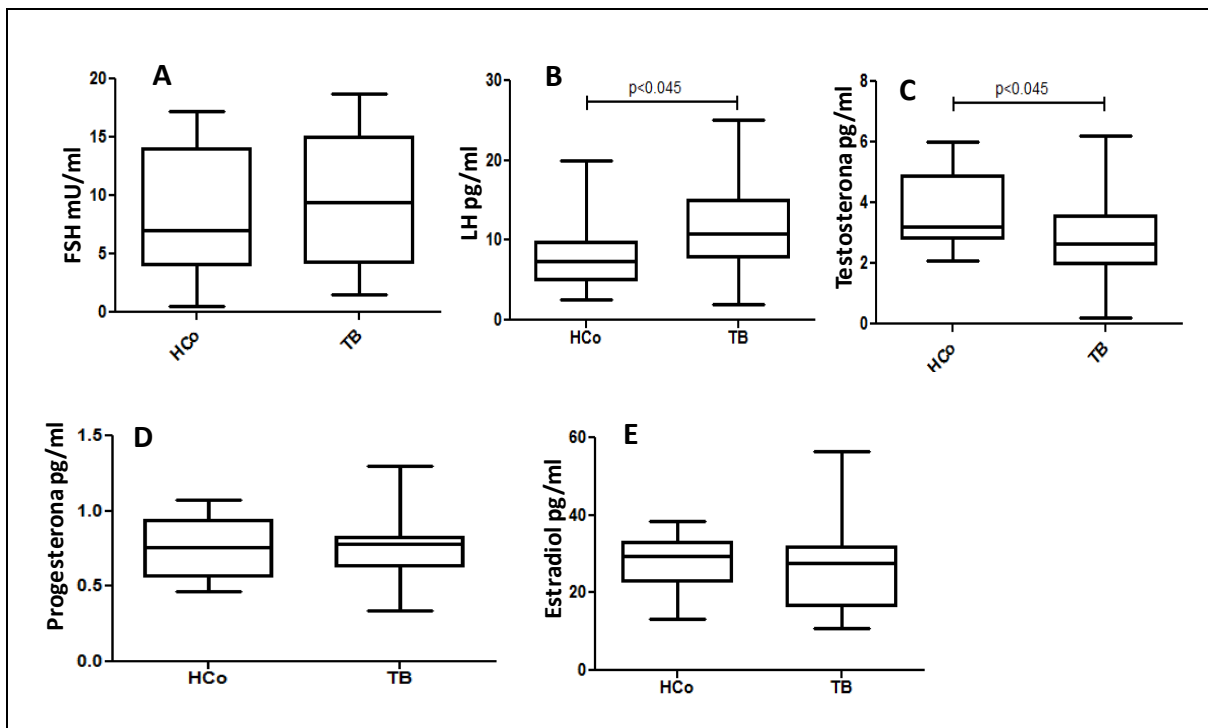 A
FSH mU/ml
20
15
10
5
0
HCo
TB
B
p<0.045
LH pg/ml
30
20
10
0
HCo
TB
C
p<0.045
Testosterona pg/ml
8
6
4
2
0
HCo
TB
D
Progesterona pg/ml
1.5
1.0
0.5
0.0
HCo
TB
E
Estradiol pg/ml
60
40
20
0
HCo
TB